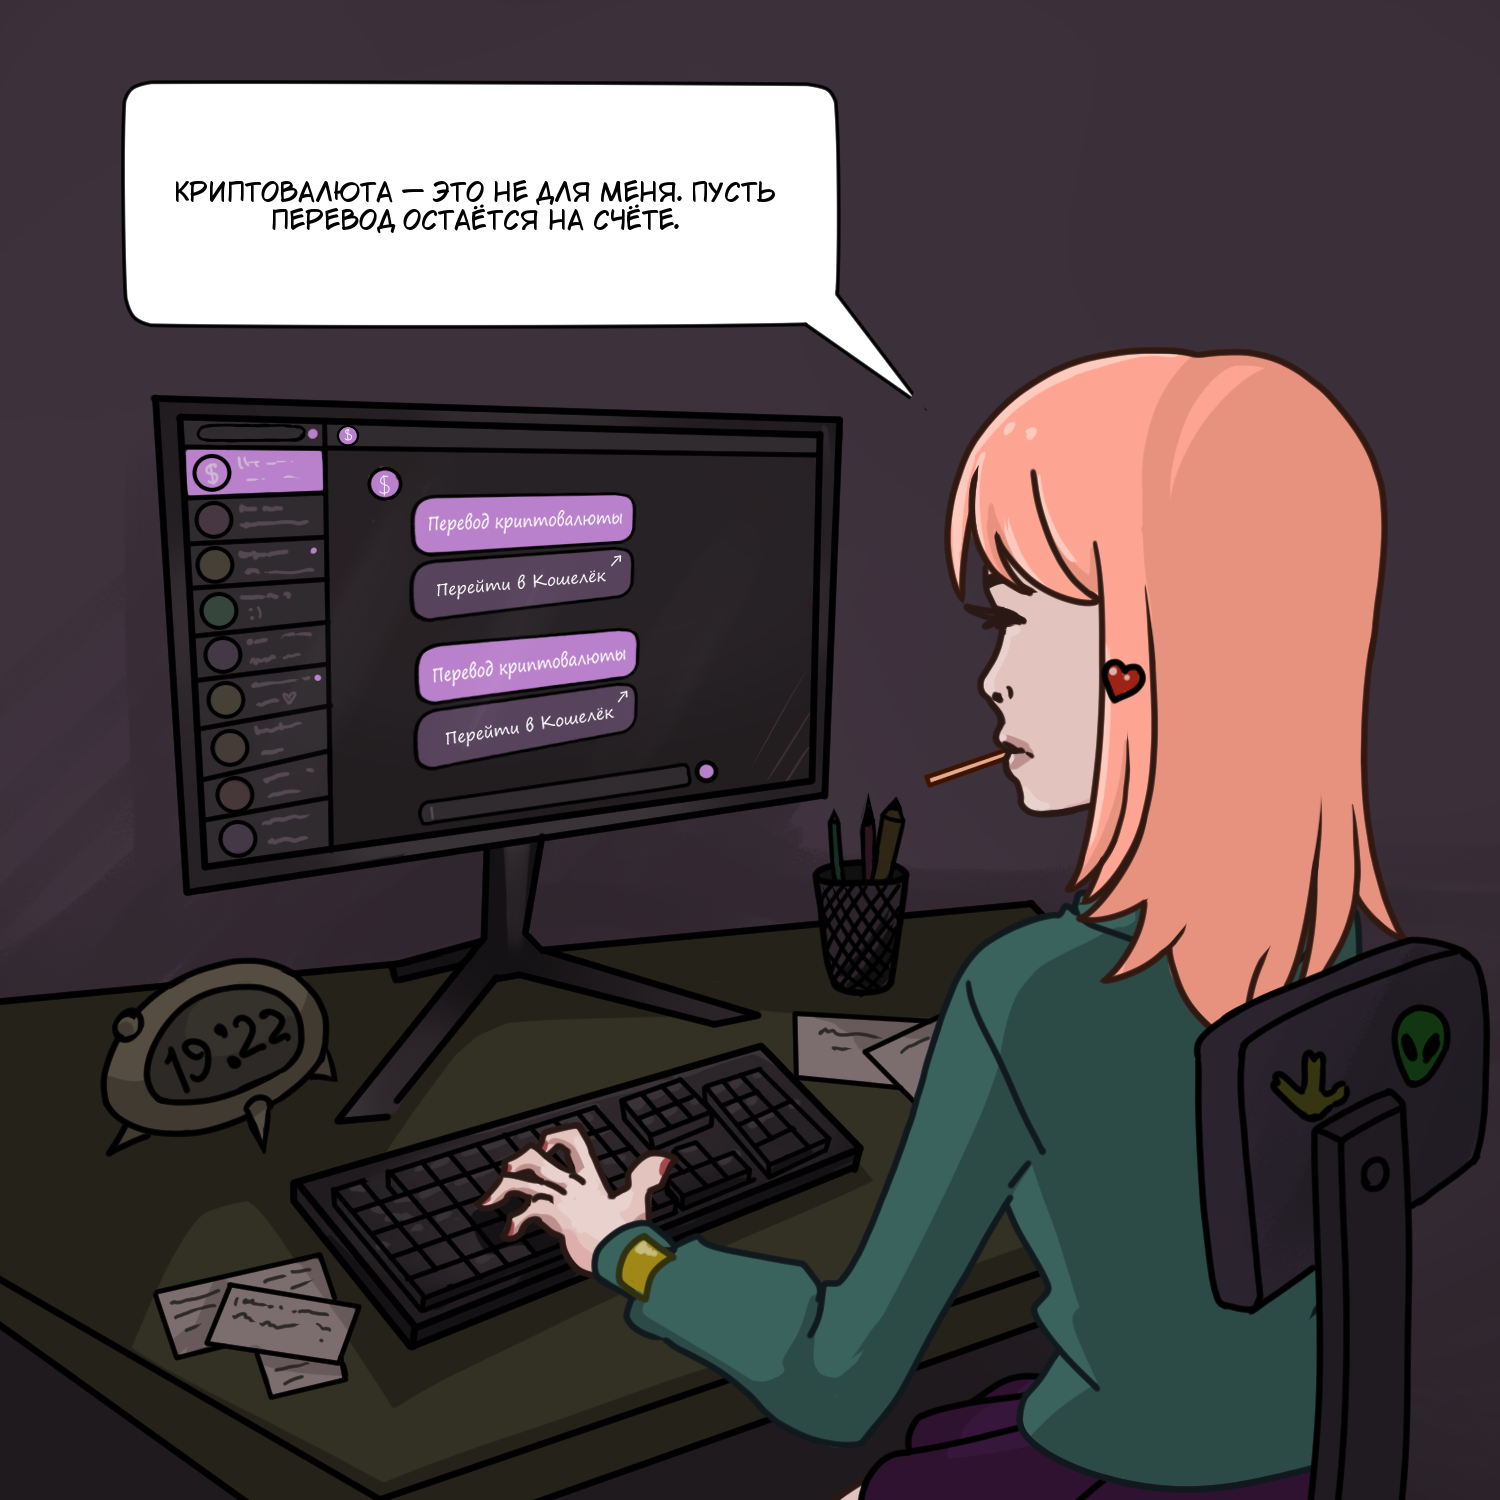 КРИПТОВАЛЮТА — ЭТО НЕ ДЛЯ МЕНЯ. ПУСТЬ
ПЕРЕВОД ОСТАЁТСЯ НА СЧЁТЕ.
$
$
$
Перевод криптовалюты
Перейти в Кошелёк
:)
Перевод криптовалюты
Перейти в Кошелёк
19:22